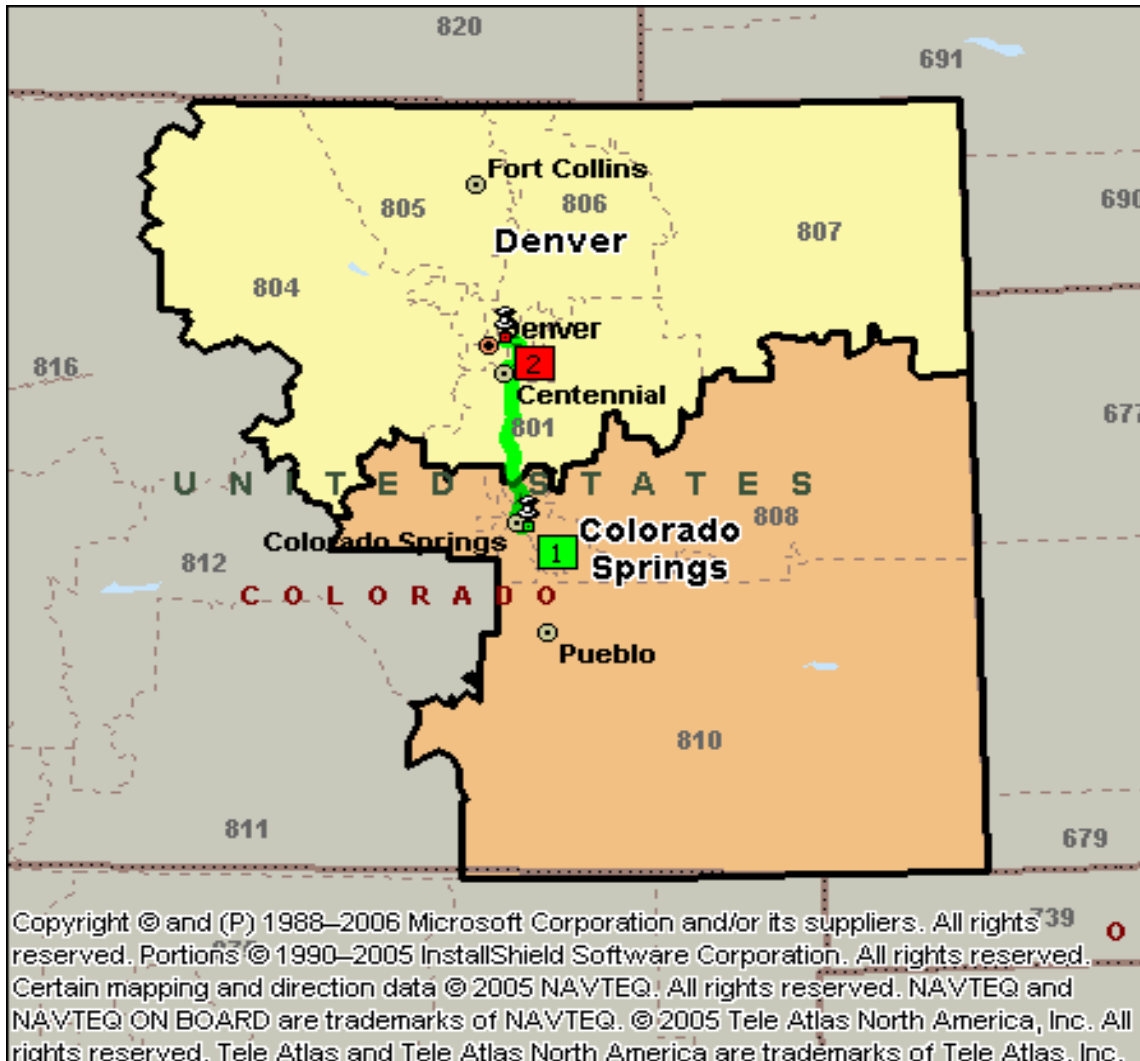 820
691
Fort Collins
690
805
806
807
Denver
804
Denver
816
2
Centennial
677
801
UNITED STATES
808
Colorado Springs
Colorado
Springs
1
812
COLORADO
Pueblo
810
811
679
Copyright © and (P) 1988–2006 Microsoft Corporation and/or its suppliers. All rights
739
O
reserved. Portions © 1990–2005 InstallShield Software Corporation. All rights reserved.
Certain mapping and direction data © 2005 NAVTEQ. All rights reserved. NAVTEQ and
NAVTEQ ON BOARD are trademarks of NAVTEQ. © 2005 Tele Atlas North America, Inc. All
rights reserved. Tele Atlas and Tele Atlas North America are trademarks of Tele Atlas, Inc.